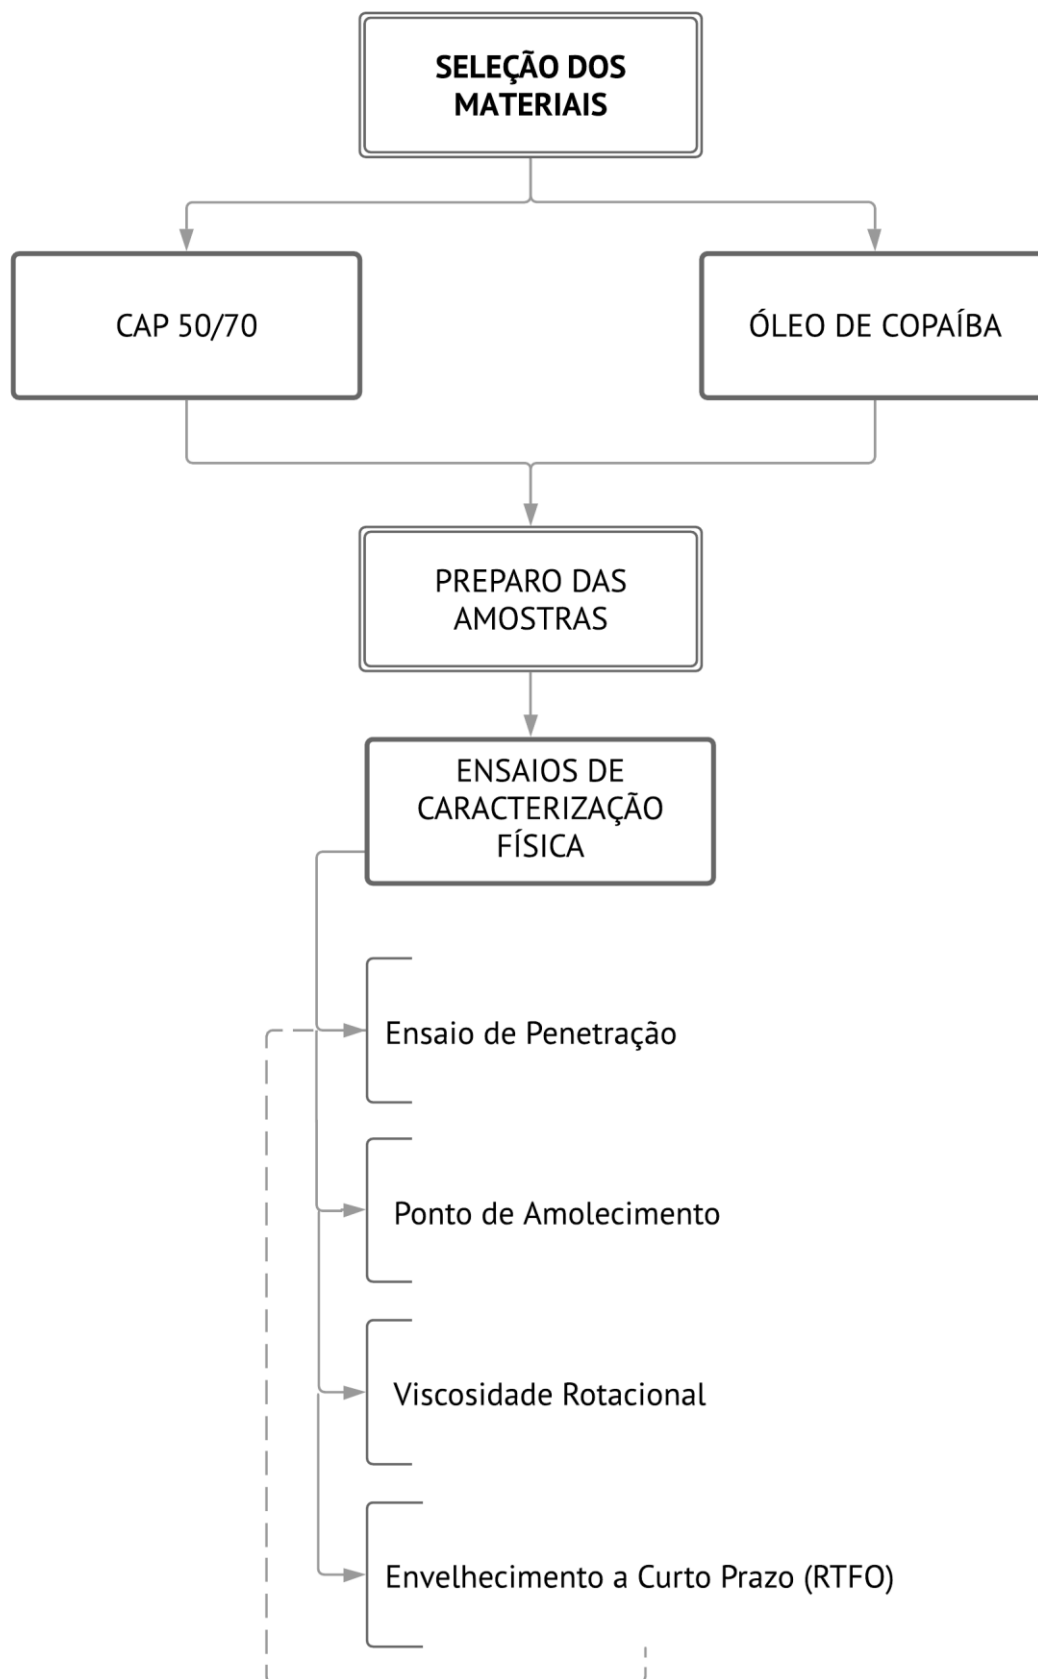 SELEÇÃO DOS
MATERIAIS
CAP 50/70
ÓLEO DE COPAÍBA
PREPARO DAS
AMOSTRAS
ENSAIOS DE
CARACTERIZAÇÃO
FÍSICA
Ensaio de Penetração
Ponto de Amolecimento
Viscosidade Rotacional
Envelhecimento a Curto Prazo (RTFO)